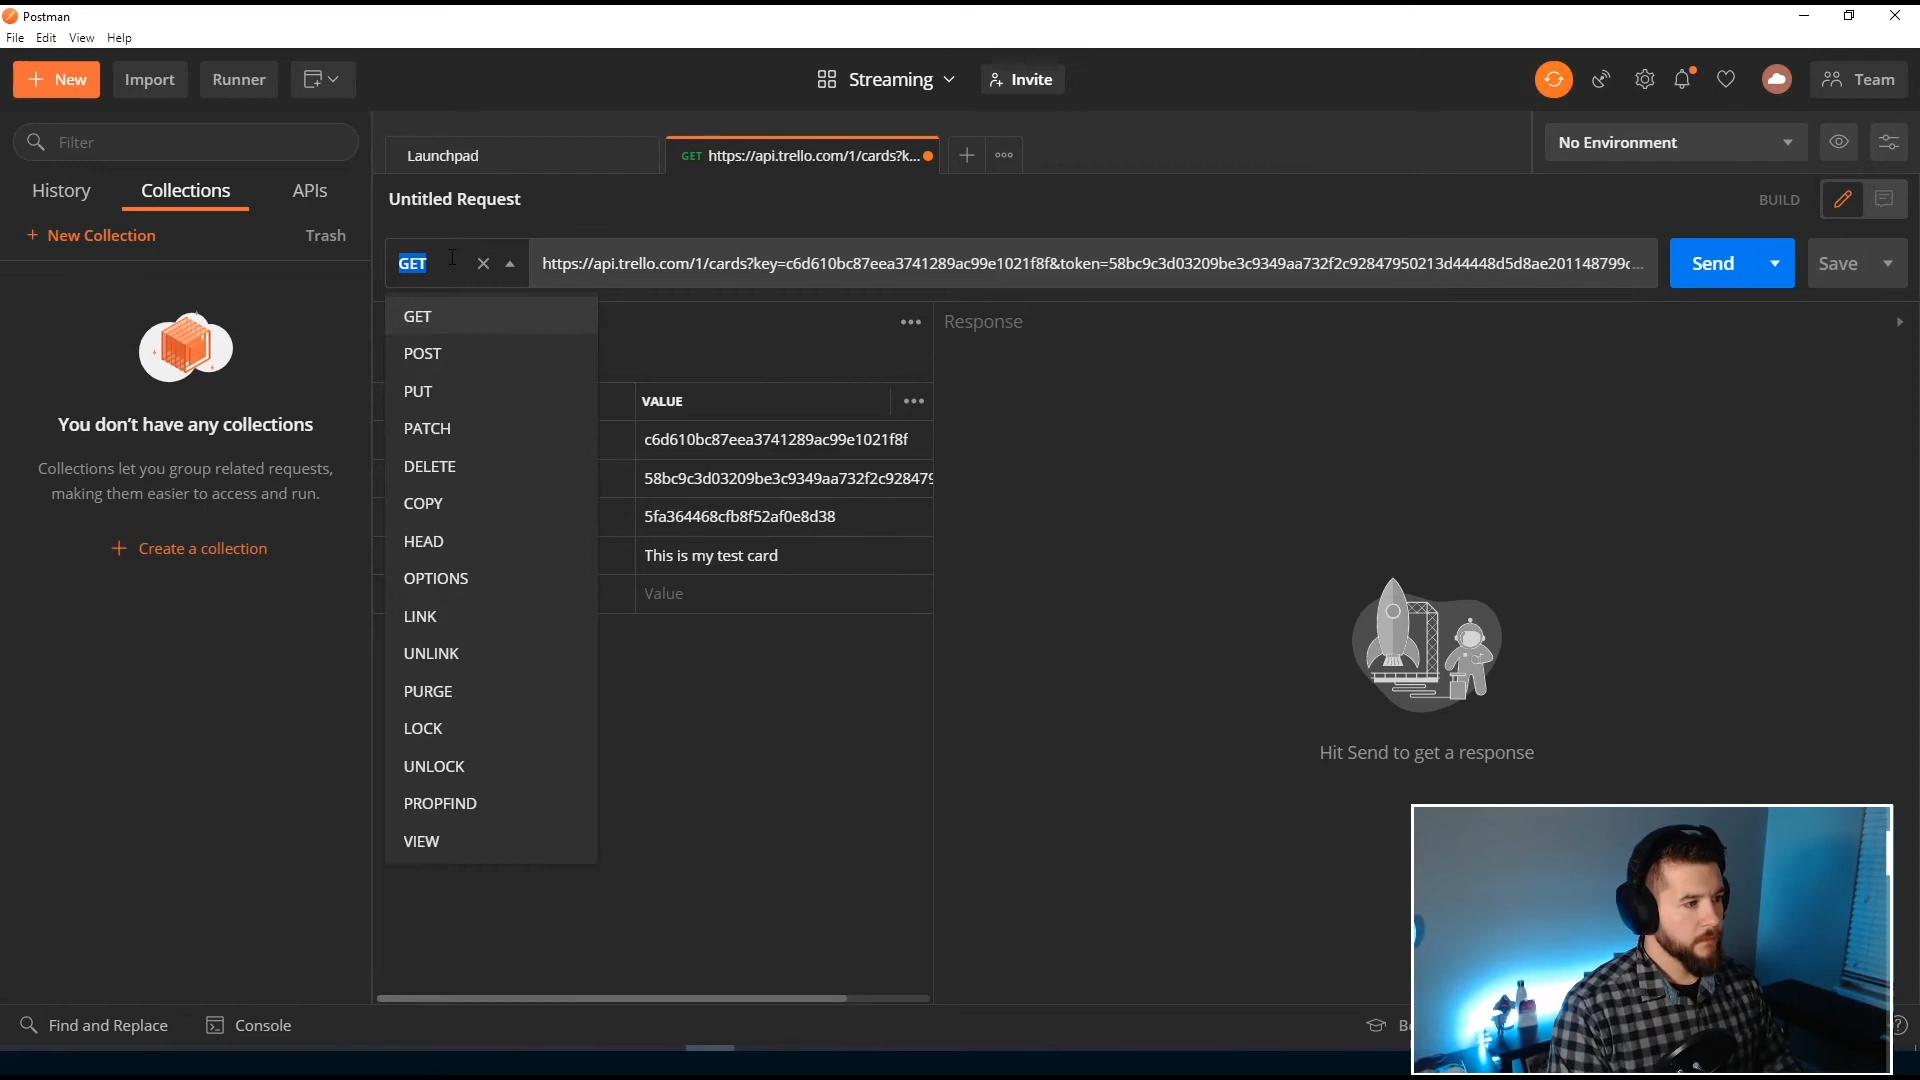 Postman
File Edit View Help
New Import Runner Streaming Invite Team
Filter
Launchpad GET https://api.trello.com/1/cards?k... No Environment
History Collections APIs
Untitled Request BUILD
+ New Collection Trash
GET https://api.trello.com/1/cards?key=c6d610bc87eea3741289ac99e1021f8f&token=58bc9c3d03209be3c9349aa732f2c92847950213d44448d5d8ae201148799c... Send Save
GET
POST
PUT
PATCH
DELETE
COPY
HEAD
OPTIONS
LINK
UNLINK
PURGE
LOCK
UNLOCK
PROPFIND
VIEW
Response
VALUE
c6d610bc87eea3741289ac99e1021f8f
58bc9c3d03209be3c9349aa732f2c928479
5fa364468cfb8f52af0e8d38
This is my test card
Value
You don't have any collections
Collections let you group related requests,
making them easier to access and run.
+ Create a collection
Hit Send to get a response
Find and Replace Console